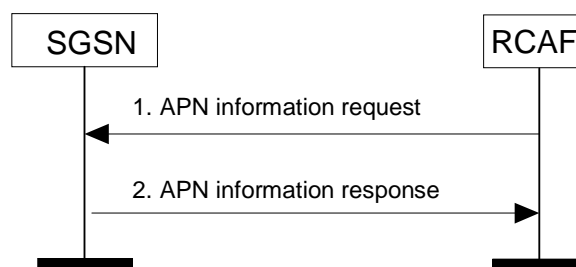 SGSN
RCAF
1. APN information request
2. APN information response